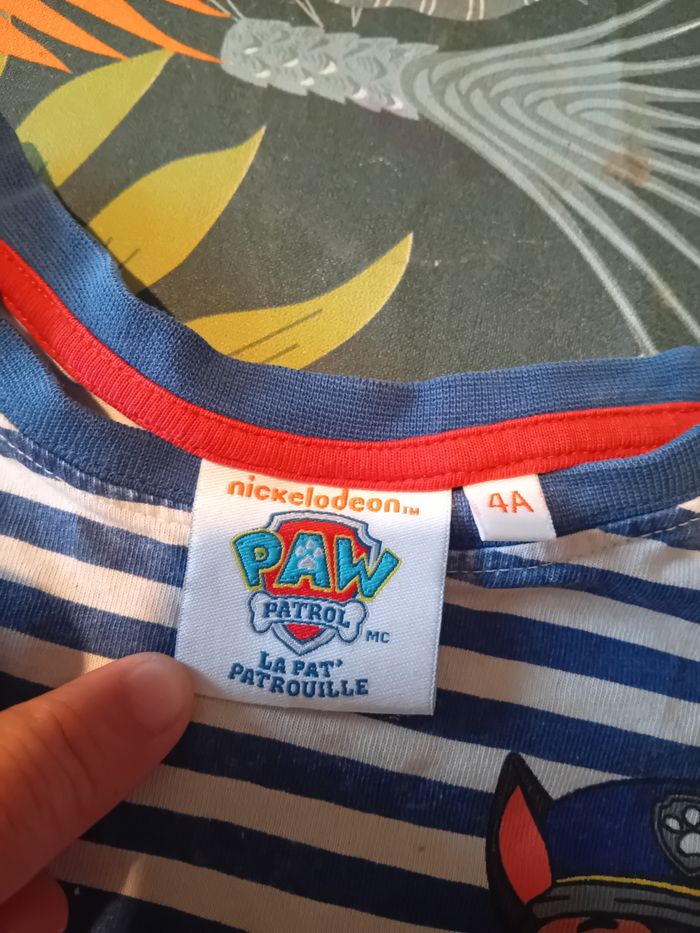 nickelodeon™
PAW
PATROL
MC
LA PAT'
PATROUILLE
4A